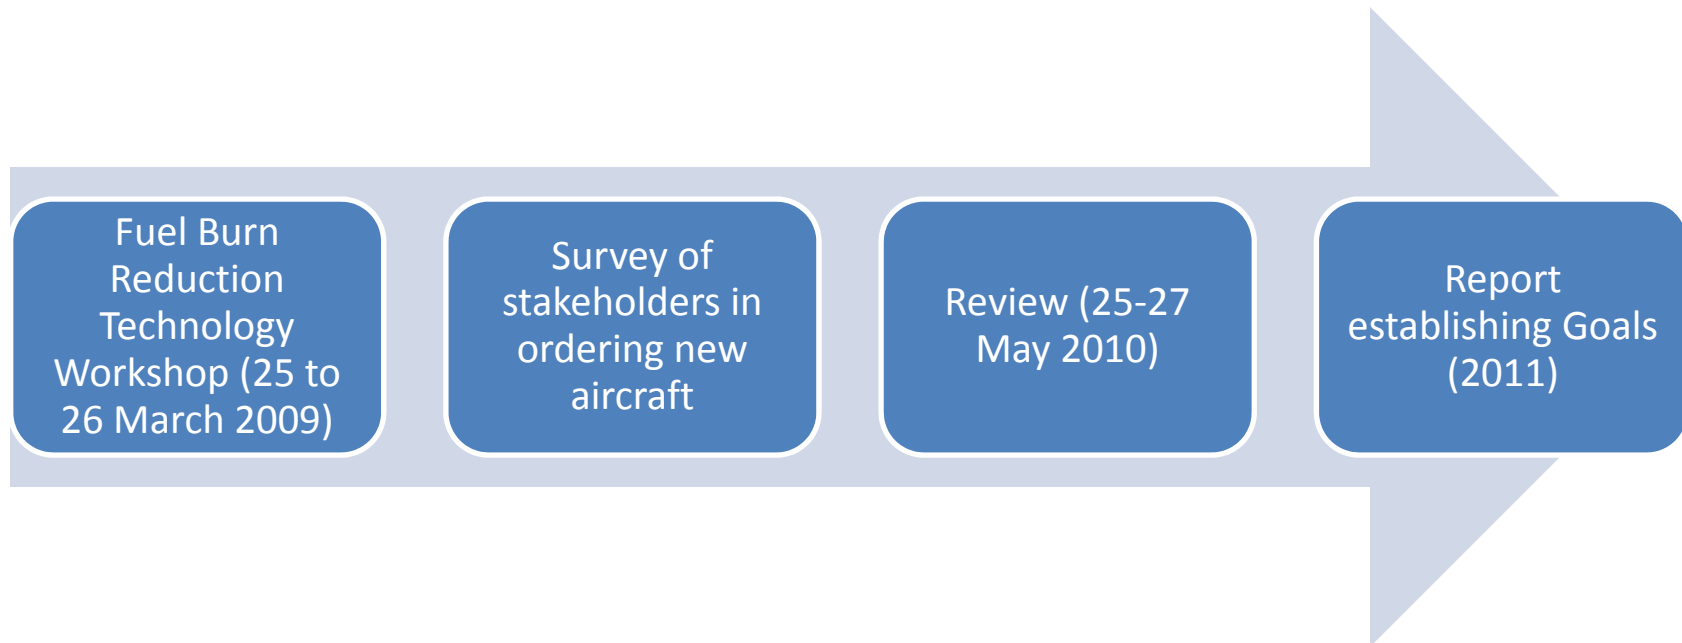 Fuel Burn
Reduction
Technology
Workshop (25 to
26 March 2009)
Survey of
stakeholders in
ordering new
aircraft
Review (25-27
May 2010)
Report
establishing Goals
(2011)